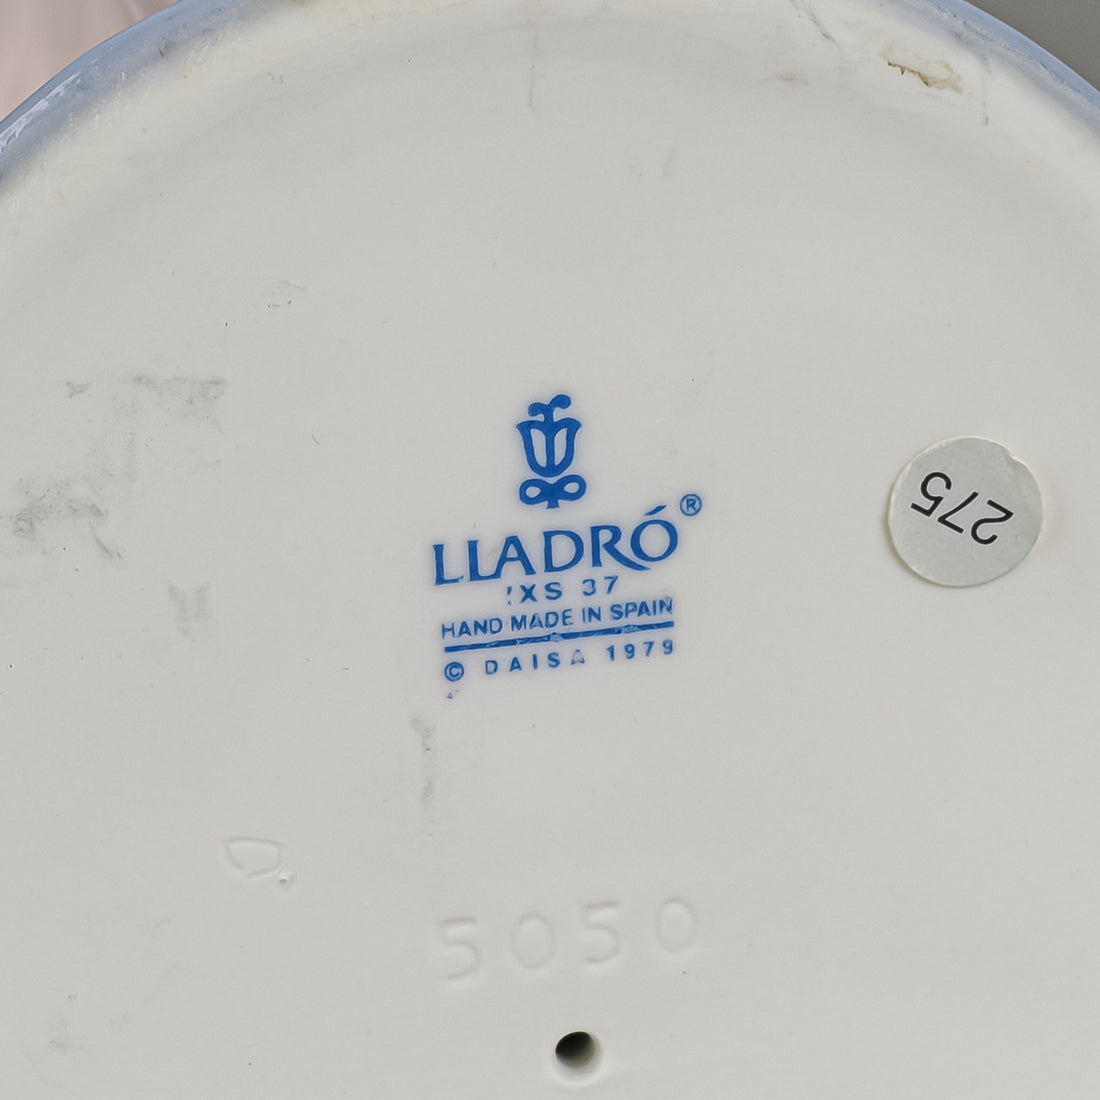 LLADRÓ®
'XS 37
HAND MADE IN SPAIN
© DAISA 1979
275
5050